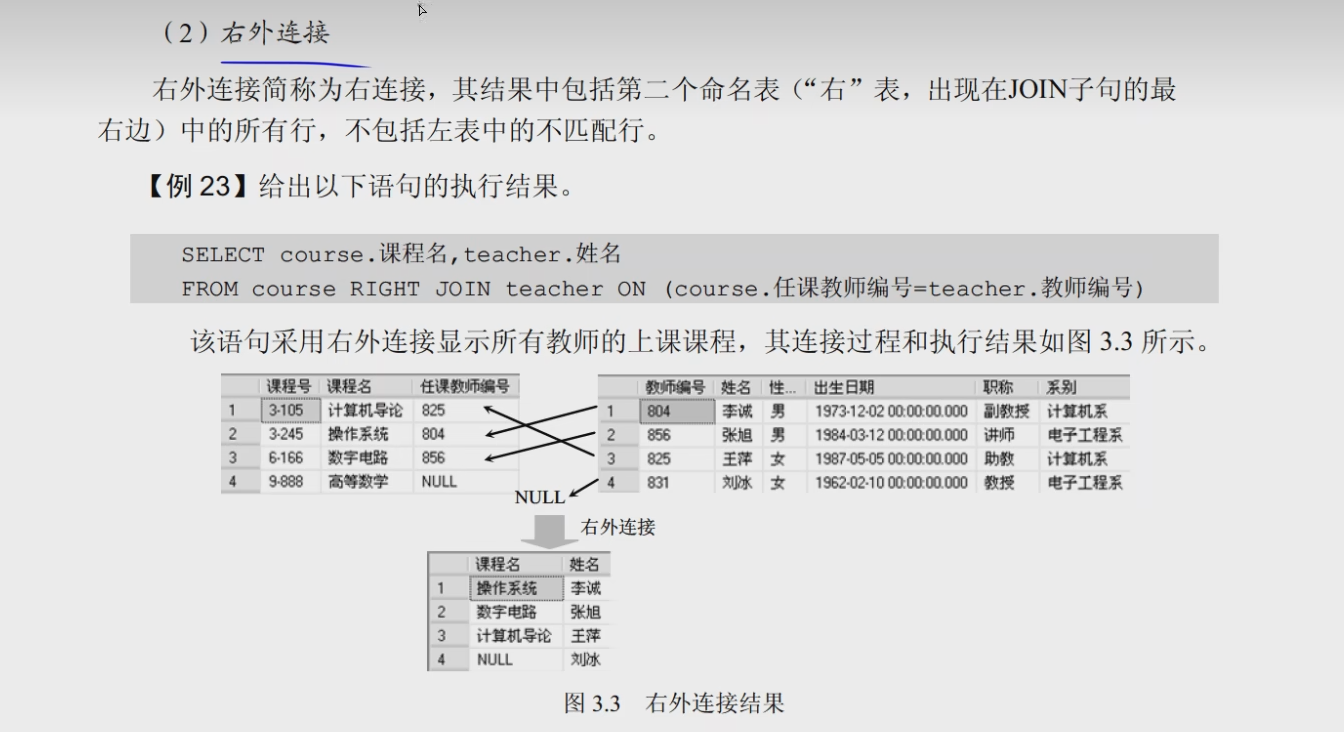 （2）右外连接
右外连接简称为右连接，其结果中包括第二个命名表（“右”表，出现在JOIN子句的最
右边）中的所有行，不包括左表中的不匹配行。
【例 23】给出以下语句的执行结果。
SELECT course.课程名,teacher.姓名
FROM course RIGHT JOIN teacher ON (course.任课教师编号=teacher.教师编号)
该语句采用右外连接显示所有教师的上课课程，其连接过程和执行结果如图 3.3 所示。
课程号 课程名 任课教师编号
1 3-105 计算机导论 825
2 3-245 操作系统 804
3 6-166 数字电路 856
4 9-888 高等数学 NULL
教师编号 姓名 性... 出生日期 职称 系别
1 804 李诚 男 1973-12-02 00:00:00.000 副教授 计算机系
2 856 张旭 男 1984-03-12 00:00:00.000 讲师 电子工程系
3 825 王萍 女 1987-05-05 00:00:00.000 助教 计算机系
4 831 刘冰 女 1962-02-10 00:00:00.000 教授 电子工程系
NULL
右外连接
课程名 姓名
1 操作系统 李诚
2 数字电路 张旭
3 计算机导论 王萍
4 NULL 刘冰
图 3.3 右外连接结果